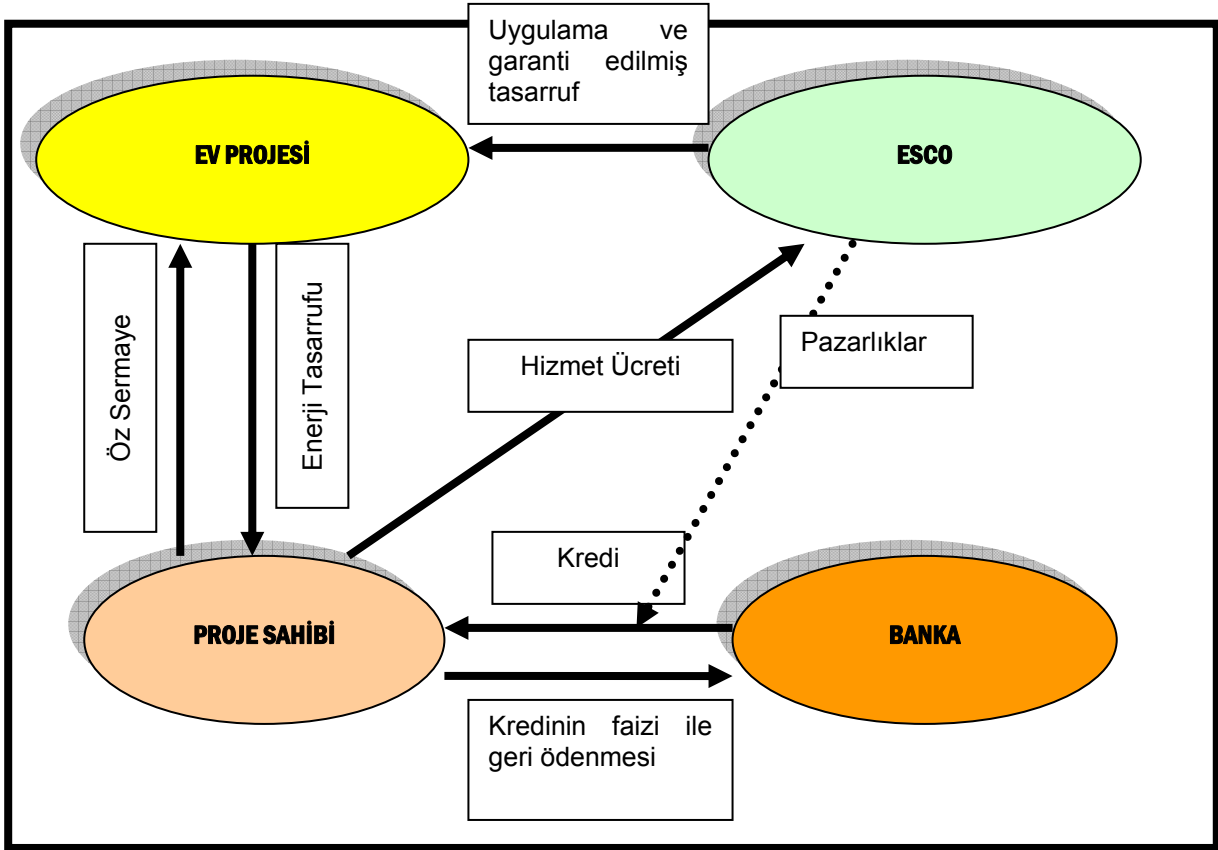 Uygulama ve
garanti edilmiş
tasarruf
EV PROJESİ
ESCO
Öz Sermaye
Enerji Tasarrufu
Hizmet Ücreti
Pazarlıklar
Kredi
PROJE SAHİBİ
BANKA
Kredinin faizi ile
geri ödenmesi